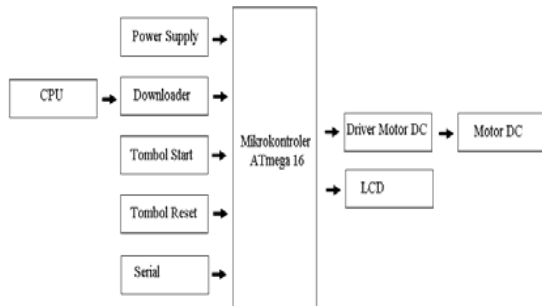 Power Supply
CPU
Downloader
Tombol Start
Tombol Reset
Serial
Mikrokontroler
ATmega 16
Driver Motor DC
Motor DC
LCD